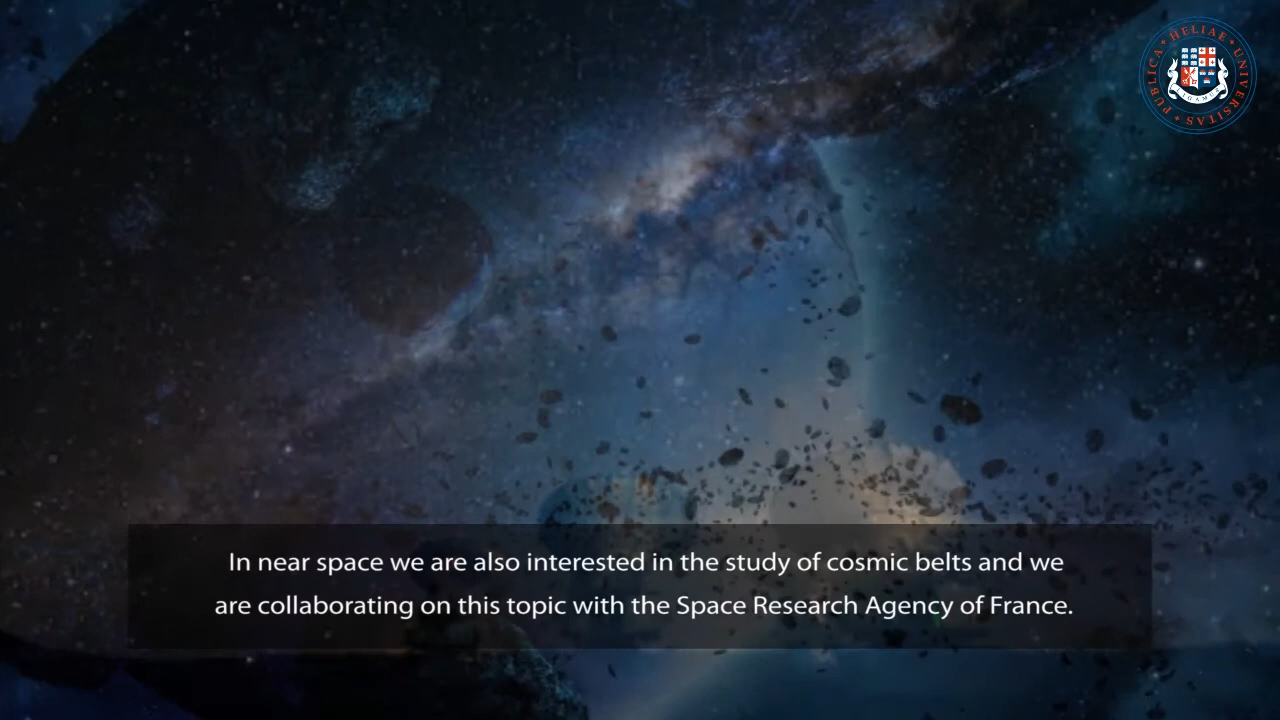 PUBLICA • HELIAE • UNIVERSITAS
In near space we are also interested in the study of cosmic belts and we
are collaborating on this topic with the Space Research Agency of France.